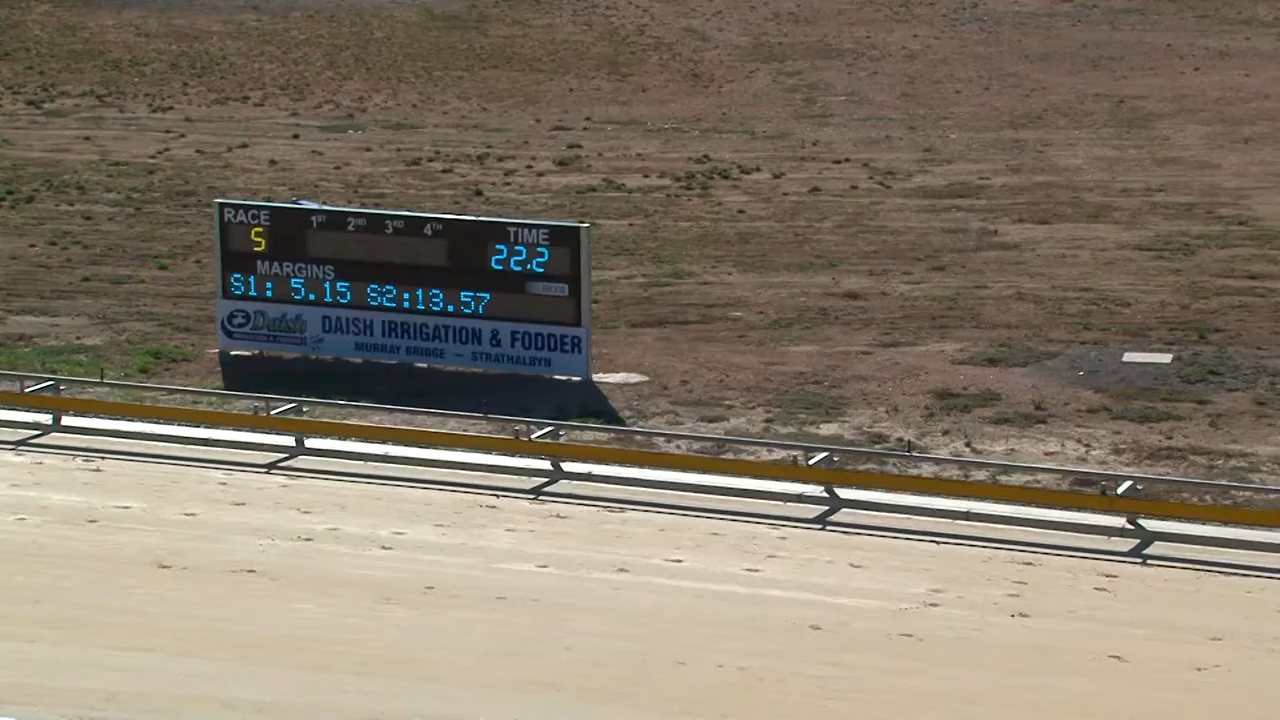 RACE 1ST 2ND 3RD 4TH TIME
5 22.2
MARGINS
S1: 5.15 S2:13.57
Daish DAISH IRRIGATION & FODDER
MURRAY BRIDGE – STRATHALBYN